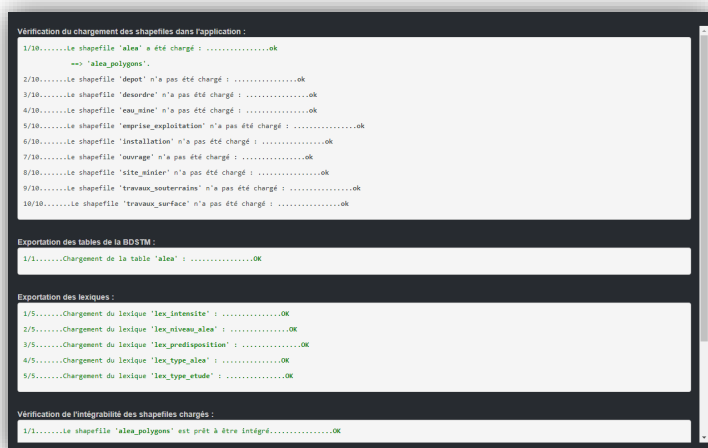 Vérification du chargement des shapefiles dans l'application :
1/10.......Le shapefile 'alea' a été chargé : ................ok
==> 'alea_polygons'.
2/10.......Le shapefile 'depot' n'a pas été chargé : ................ok
3/10.......Le shapefile 'desordre' n'a pas été chargé : ................ok
4/10.......Le shapefile 'eau_mine' n'a pas été chargé : ................ok
5/10.......Le shapefile 'emprise_exploitation' n'a pas été chargé : ................ok
6/10.......Le shapefile 'installation' n'a pas été chargé : ................ok
7/10.......Le shapefile 'ouvrage' n'a pas été chargé : ................ok
8/10.......Le shapefile 'site_minier' n'a pas été chargé : ................ok
9/10.......Le shapefile 'travaux_souterrains' n'a pas été chargé : ................ok
10/10.......Le shapefile 'travaux_surface' n'a pas été chargé : ................ok
Exportation des tables de la BDSTM :
1/1.......Chargement de la table 'alea' : ................OK
Exportation des lexiques :
1/5.......Chargement du lexique 'lex_intensite' : ...............OK
2/5.......Chargement du lexique 'lex_niveau_alea' : ...............OK
3/5.......Chargement du lexique 'lex_predisposition' : ...............OK
4/5.......Chargement du lexique 'lex_type_alea' : ...............OK
5/5.......Chargement du lexique 'lex_type_etude' : ...............OK
Vérification de l'intégrabilité des shapefiles chargés :
1/1.......Le shapefile 'alea_polygons' est prêt à être intégré................OK